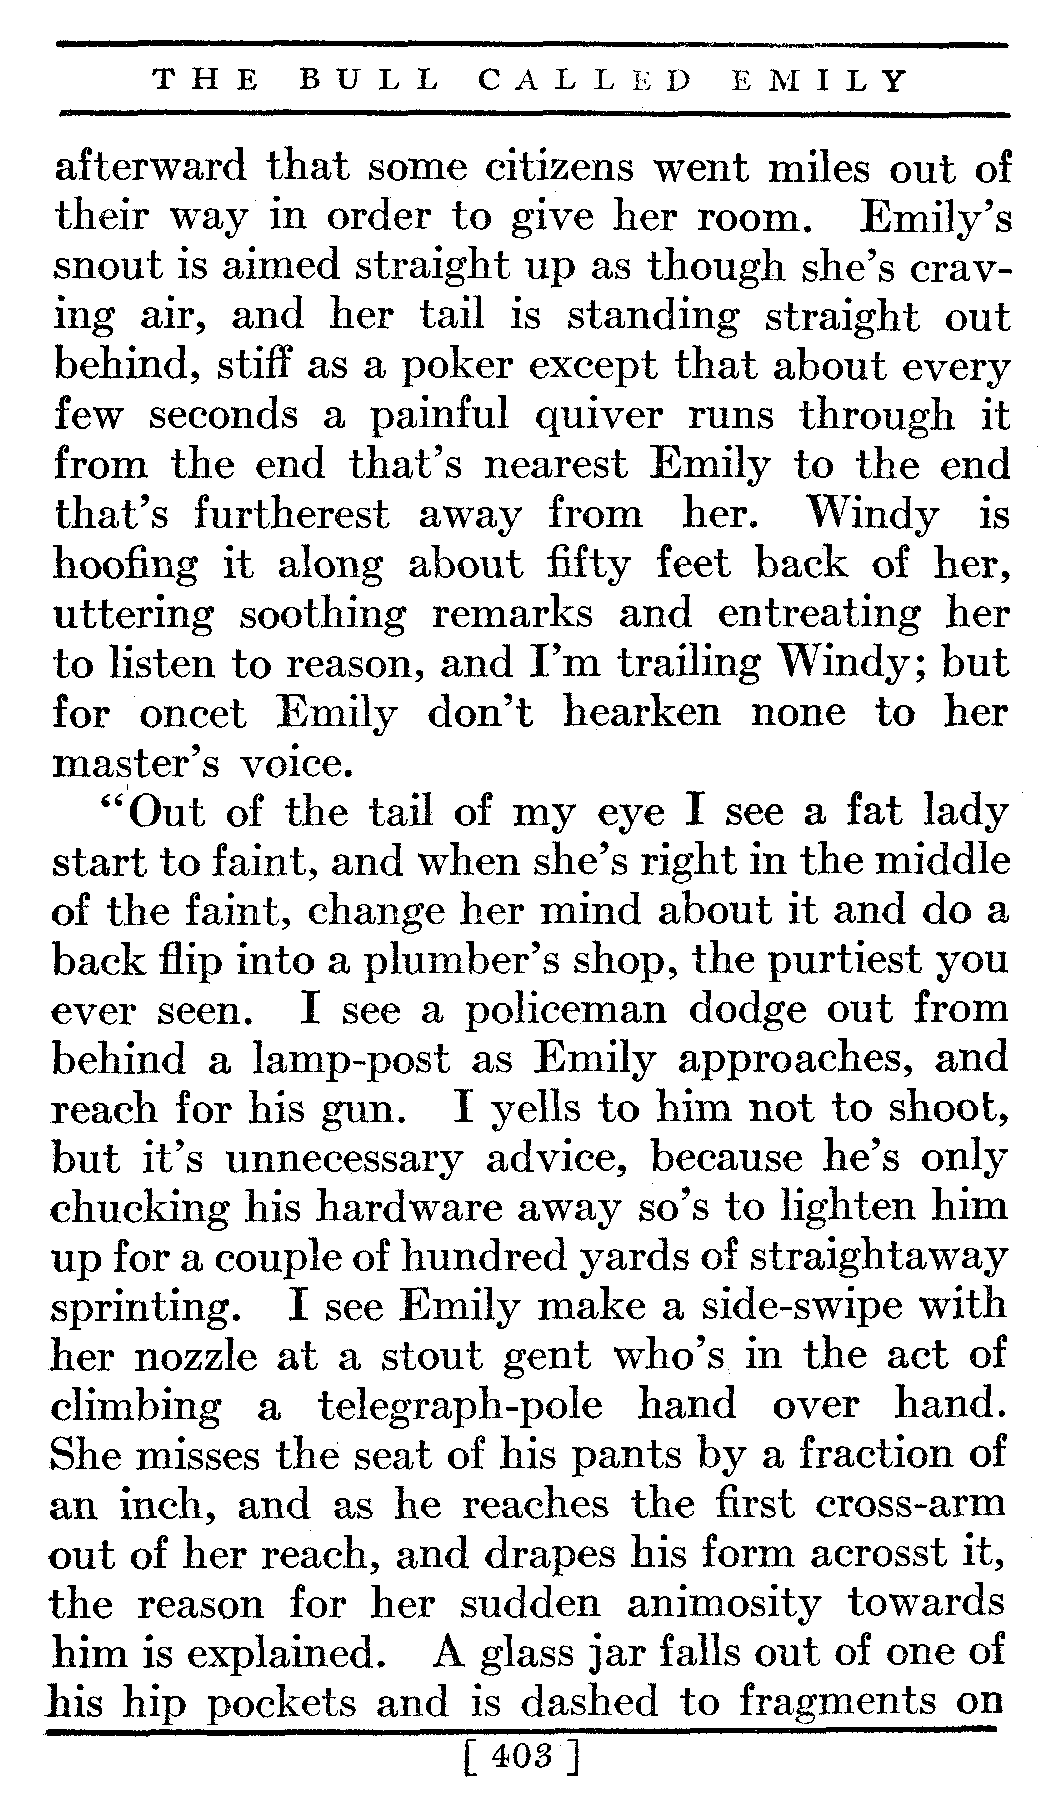 THE BULL CALLED EMILY
afterward that some citizens went miles out of
their way in order to give her room. Emily's
snout is aimed straight up as though she's crav-
ing air, and her tail is standing straight out
behind, stiff as a poker except that about every
few seconds a painful quiver runs through it
from the end that's nearest Emily to the end
that's furtherest away from her. Windy is
hoofing it along about fifty feet back of her,
uttering soothing remarks and entreating her
to listen to reason, and I'm trailing Windy; but
for oncet Emily don't hearken none to her
master's voice.
"Out of the tail of my eye I see a fat lady
start to faint, and when she's right in the middle
of the faint, change her mind about it and do a
back flip into a plumber's shop, the purtiest you
ever seen. I see a policeman dodge out from
behind a lamp-post as Emily approaches, and
reach for his gun. I yells to him not to shoot,
but it's unnecessary advice, because he's only
chucking his hardware away so's to lighten him
up for a couple of hundred yards of straightaway
sprinting. I see Emily make a side-swipe with
her nozzle at a stout gent who's in the act of
climbing a telegraph-pole hand over hand.
She misses the seat of his pants by a fraction of
an inch, and as he reaches the first cross-arm
out of her reach, and drapes his form acrosst it,
the reason for her sudden animosity towards
him is explained. A glass jar falls out of one of
his hip pockets and is dashed to fragments on
[ 403 ]